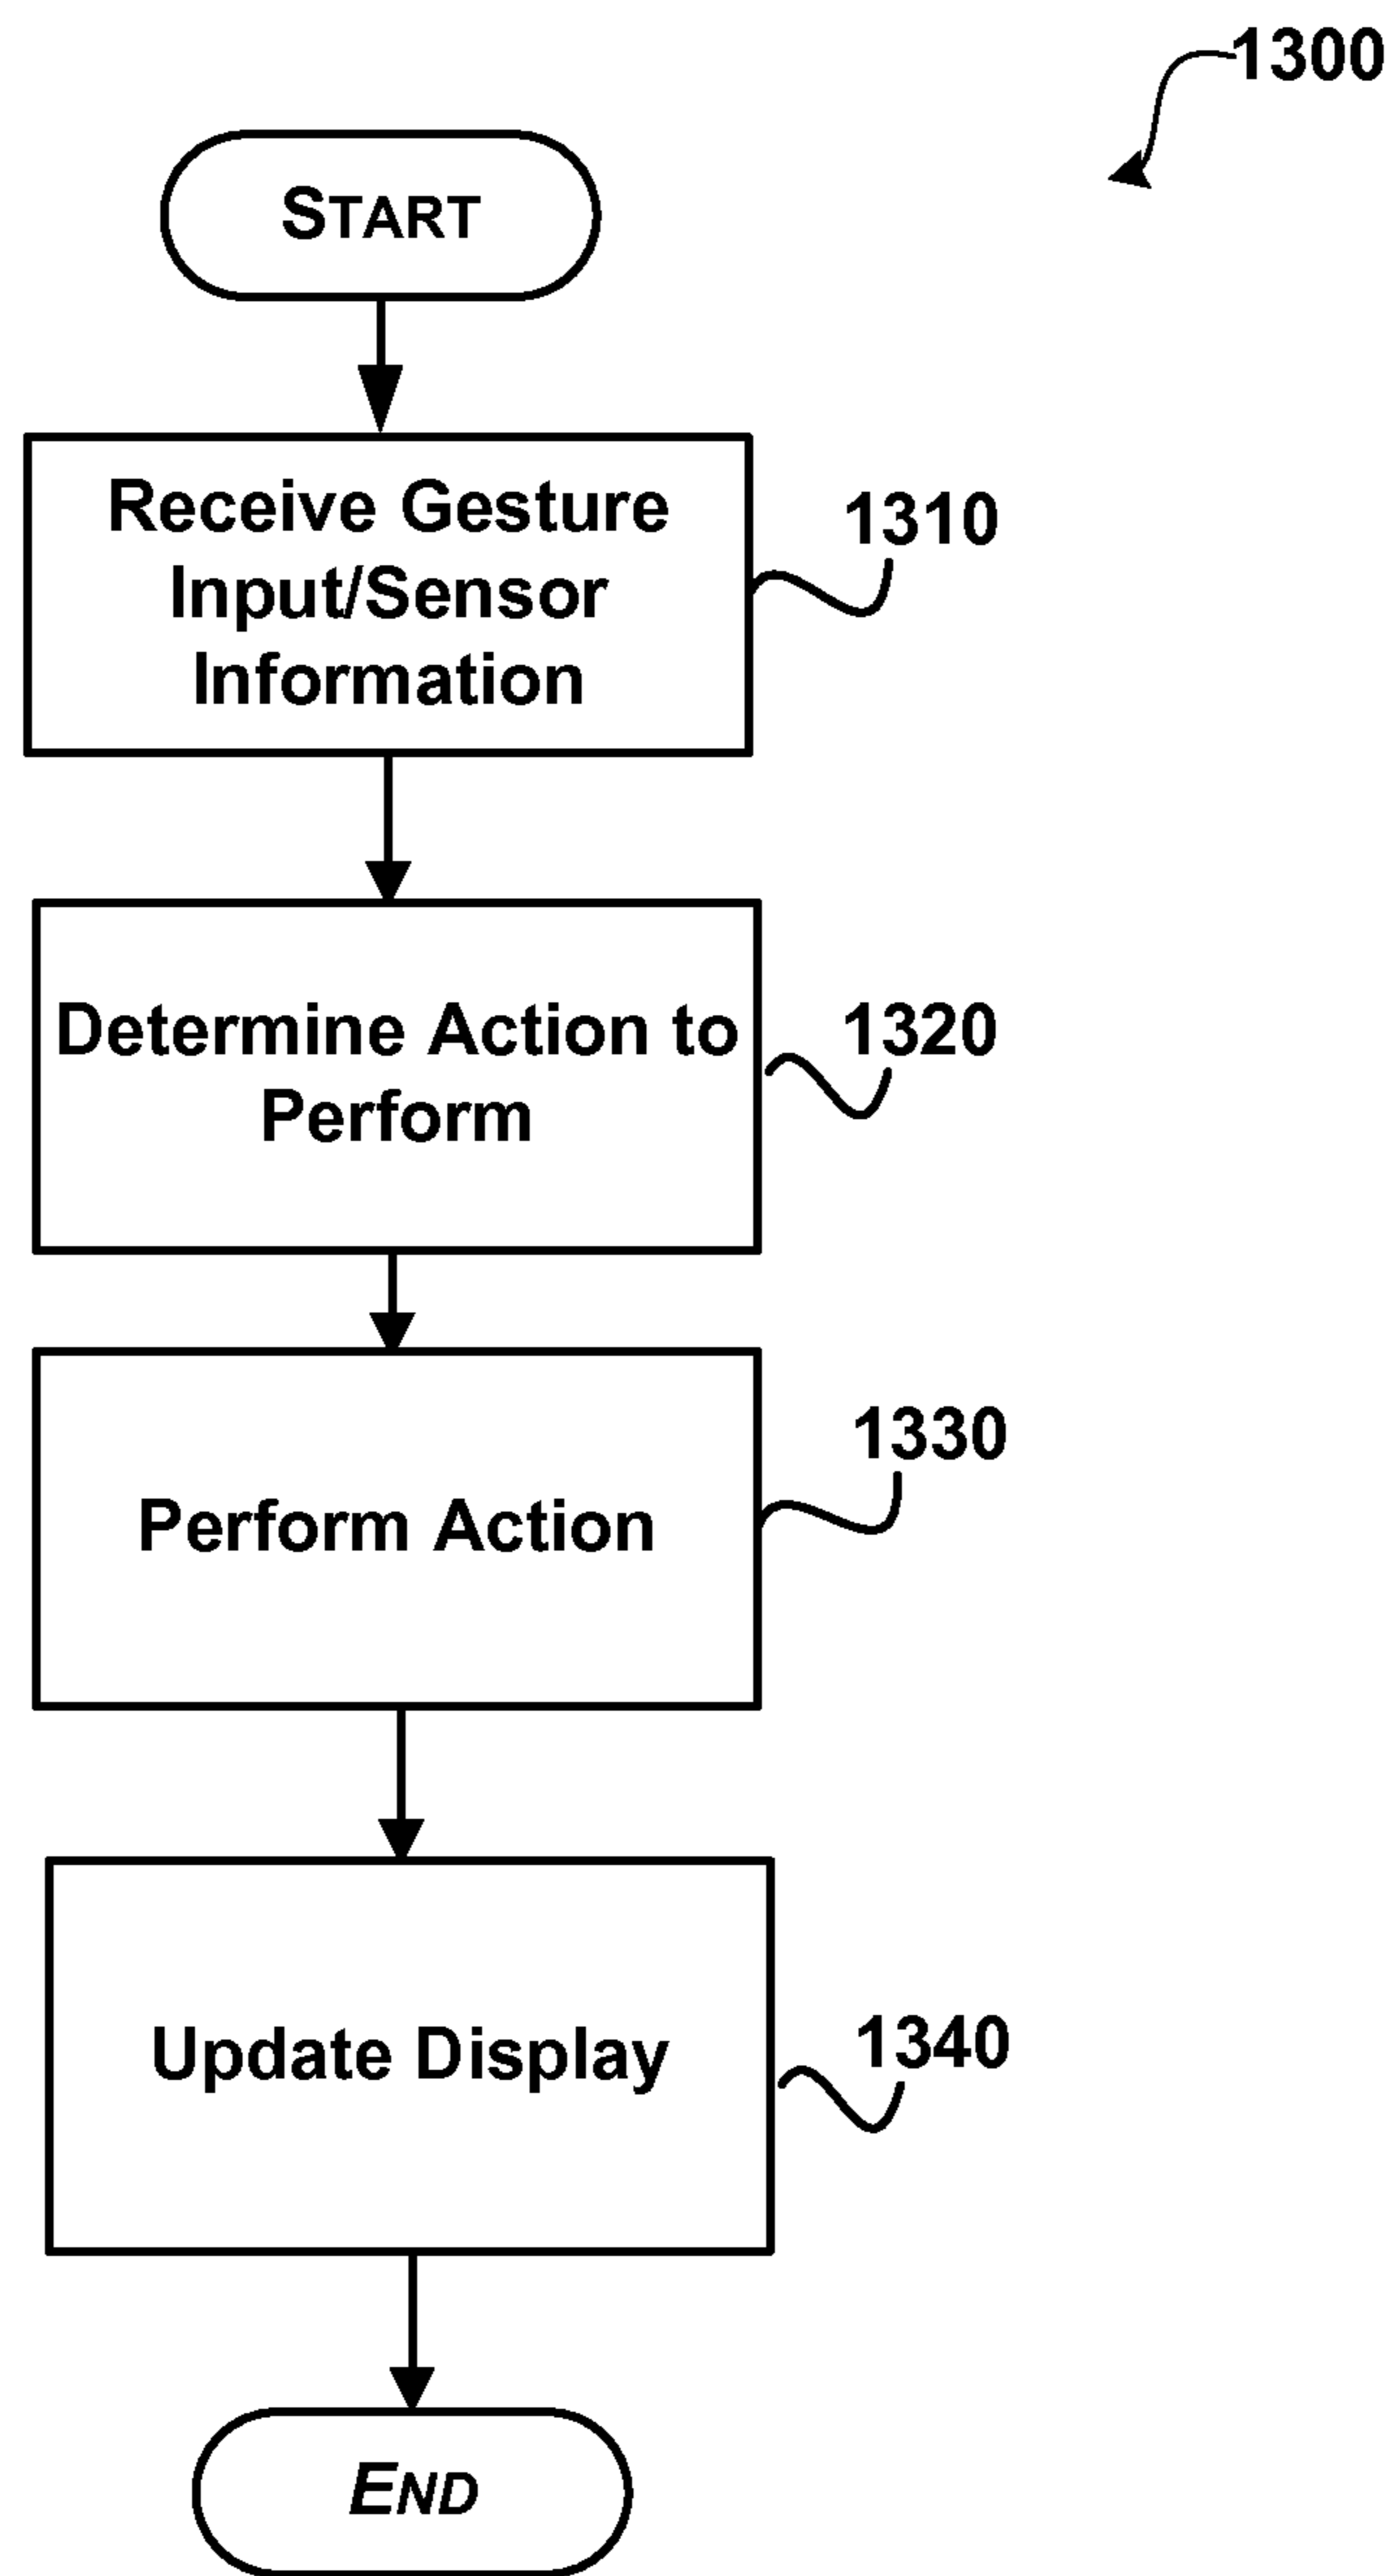 1300
START
Receive Gesture
Input/Sensor
Information
1310
Determine Action to
Perform
1320
1330
Perform Action
Update Display
1340
END